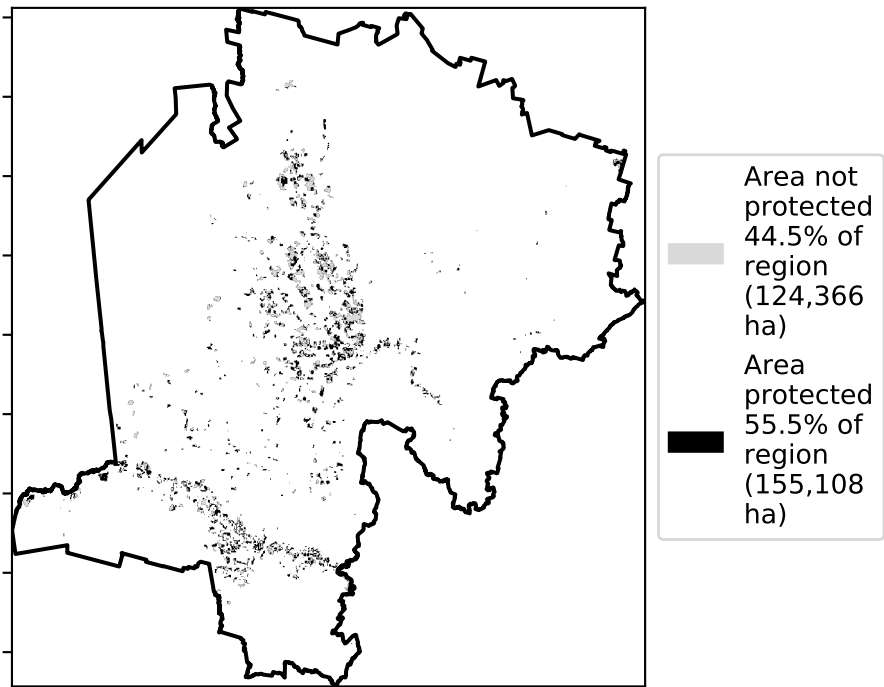 Area not
protected
44.5% of
region
(124,366
ha)
Area
protected
55.5% of
region
(155,108
ha)